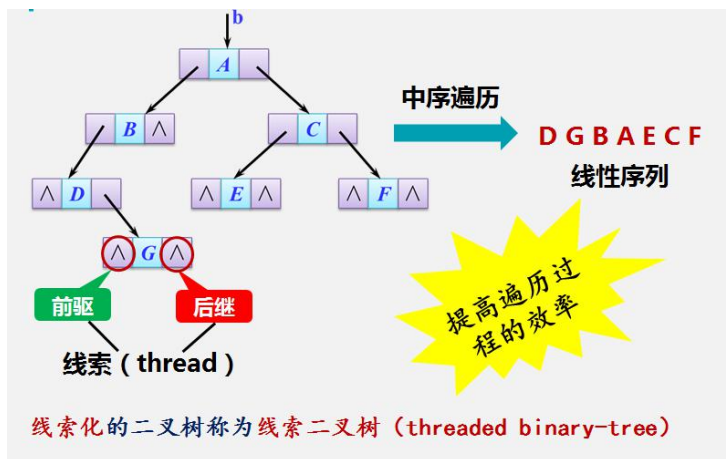 b
A
B ∧
C
中序遍历
D G B A E C F
线性序列
∧ D
∧ E ∧
∧ F ∧
∧ G ∧
前驱
后继
线索(thread)
提高遍历过
程的效率
线索化的二叉树称为线索二叉树(threaded binary-tree)